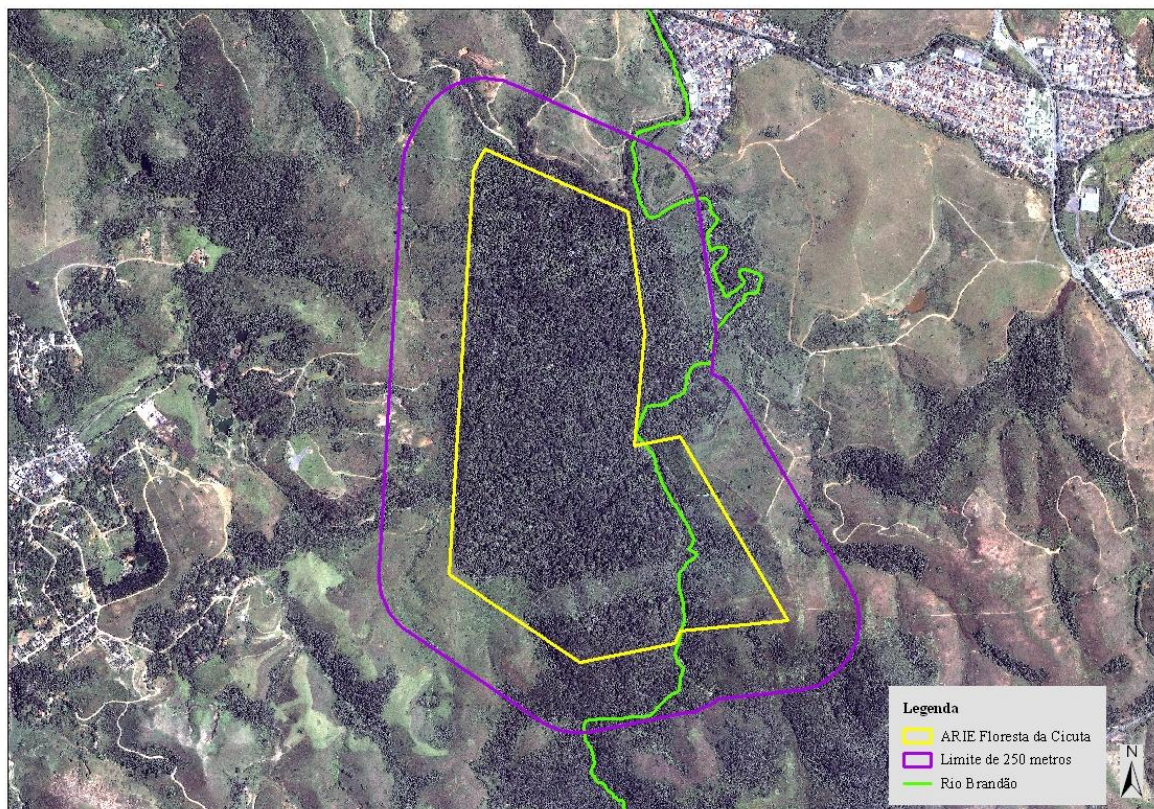 Legenda
ARIE Floresta da Cicuta
Limite de 250 metros
Rio Brandão
N